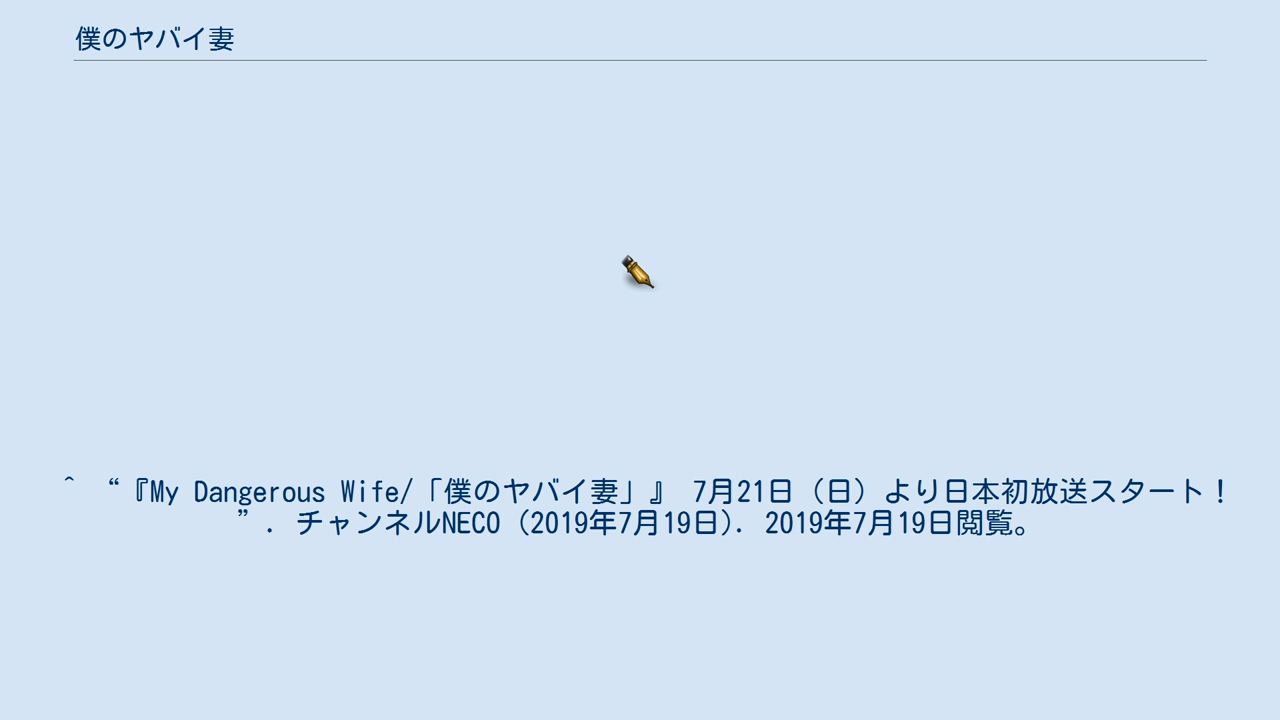 僕のヤバイ妻
^ “『My Dangerous Wife/「僕のヤバイ妻」』 7月21日（日）より日本初放送スタート！
”. チャンネルNECO (2019年7月19日). 2019年7月19日閲覧。